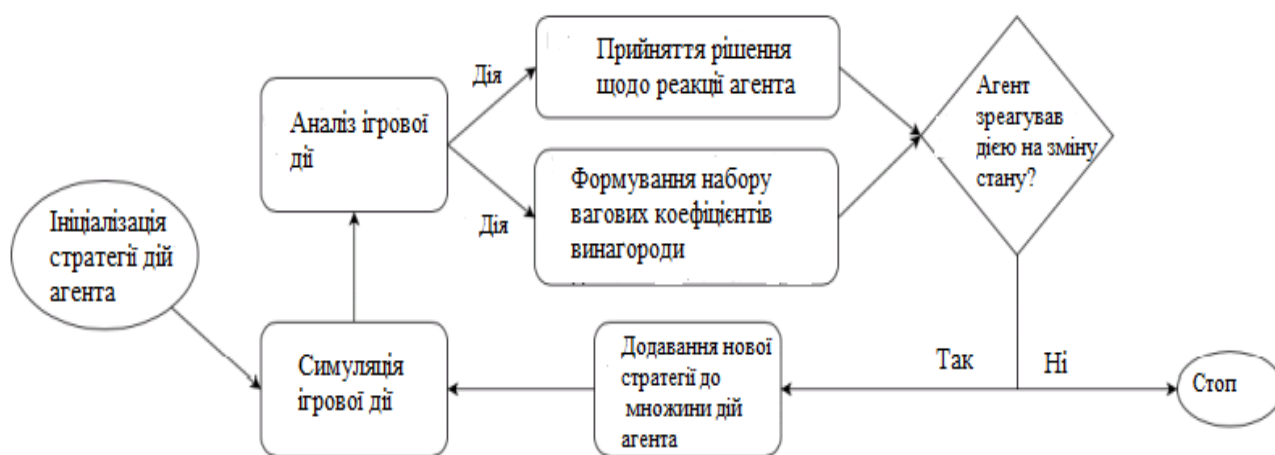 Ініціалізація
стратегії дій
агента
Симуляція
ігрової дії
Аналіз ігрової
дії
Дія
Прийняття рішення
щодо реакції агента
Дія
Формування набору
вагових коефіцієнтів
винагороди
Агент
зреагував
дією на зміну
стану?
Так
Ні
Додавання нової
стратегії до
множини дій
агента
Стоп